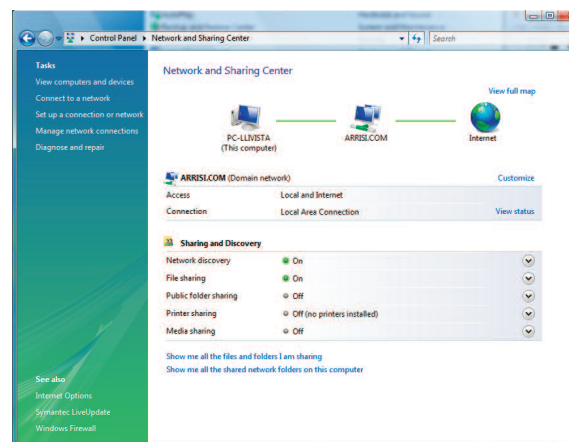 Control Panel ▸ Network and Sharing Center
Search
Tasks
View computers and devices
Connect to a network
Set up a connection or network
Manage network connections
Diagnose and repair
Network and Sharing Center
View full map
PC-LLIVISTA
(This computer)
ARRISI.COM
Internet
ARRISI.COM (Domain network)
Customize
Access Local and Internet
Connection Local Area Connection View status
Sharing and Discovery
Network discovery On
File sharing On
Public folder sharing Off
Printer sharing Off (no printers installed)
Media sharing Off
Show me all the files and folders I am sharing
Show me all the shared network folders on this computer
See also
Internet Options
Symantec LiveUpdate
Windows Firewall